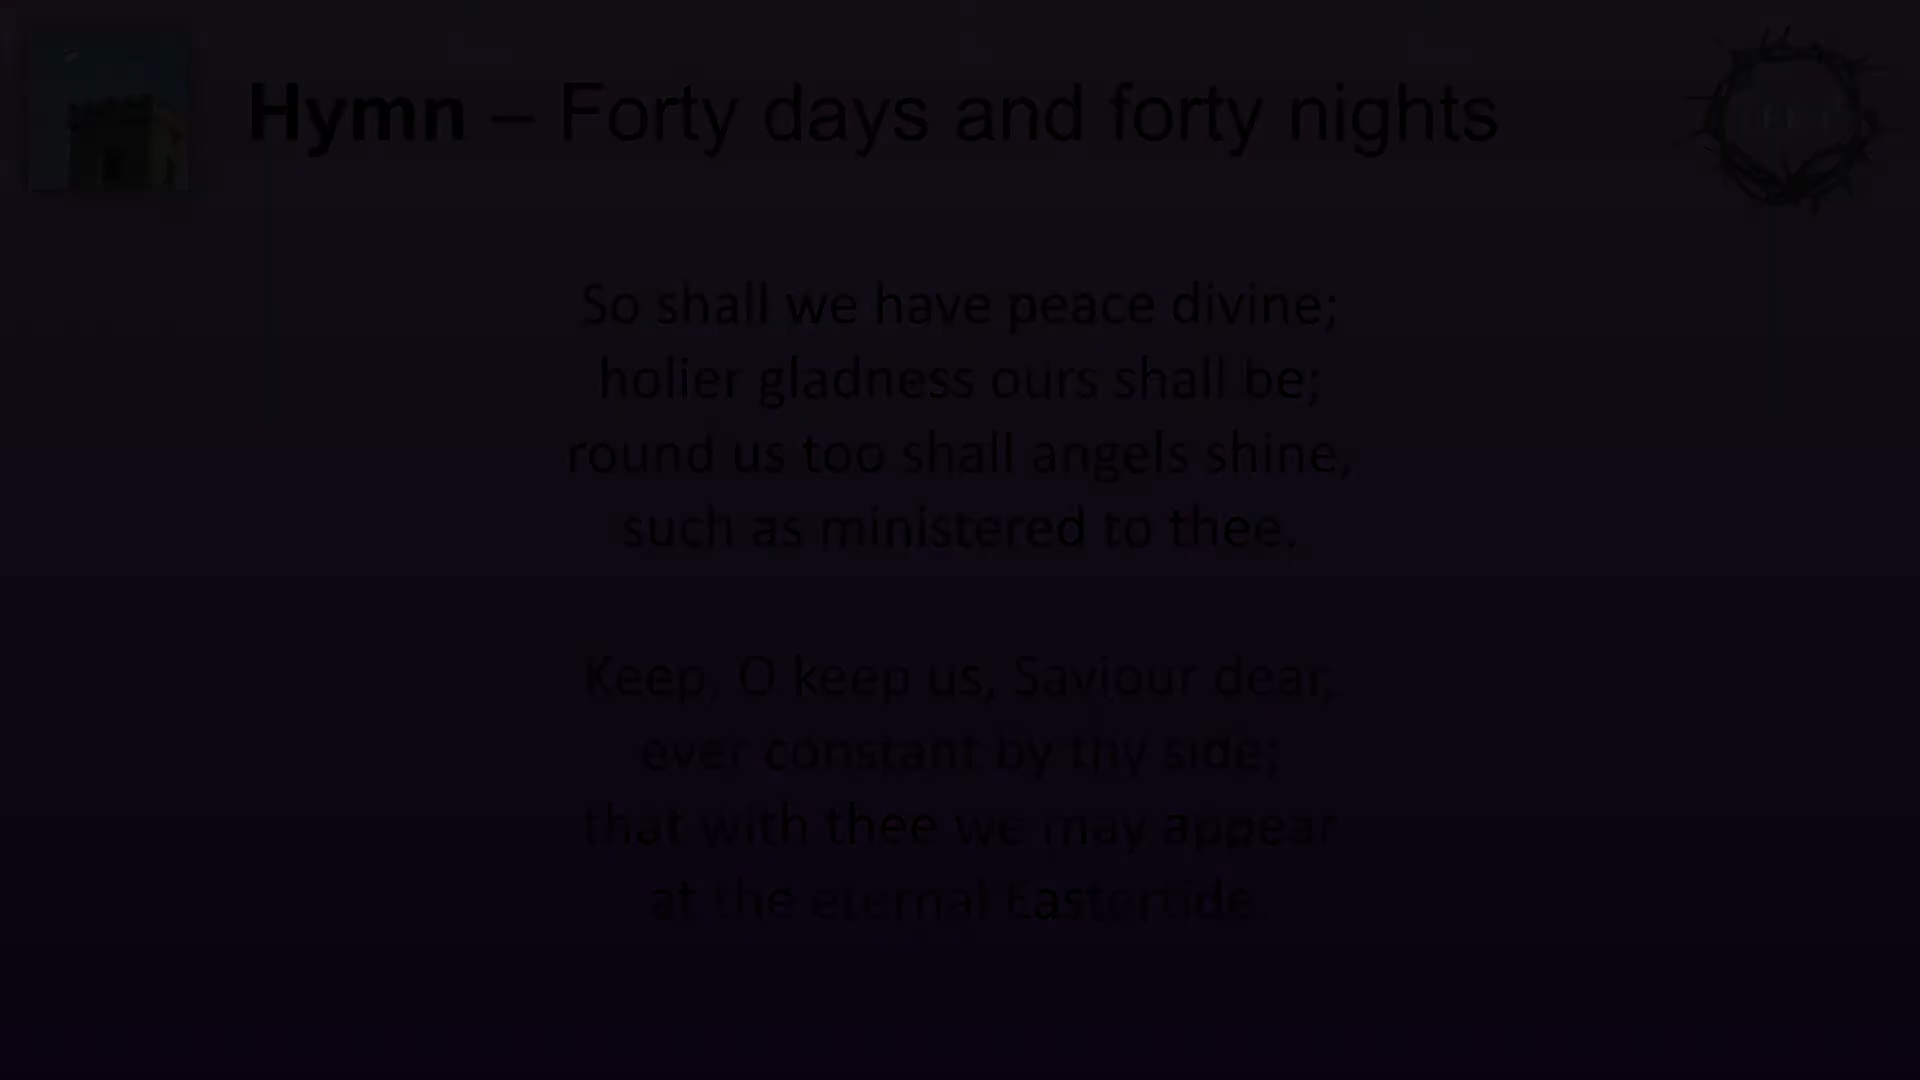 Hymn – Forty days and forty nights
So shall we have peace divine;
holier gladness ours shall be;
round us too shall angels shine,
such as ministered to thee.
Keep, O keep us, Saviour dear,
ever constant by thy side;
that with thee we may appear
at the eternal Eastertide.